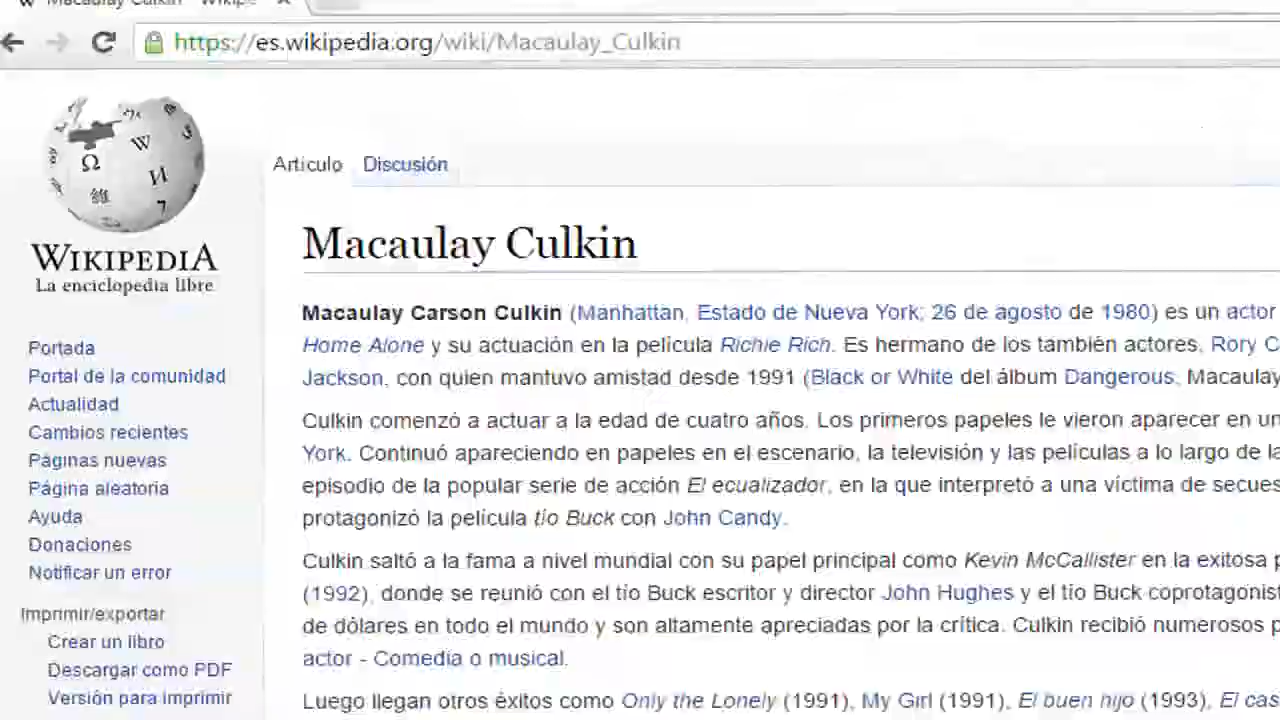 Macaulay Culkin - Wikipe
https://es.wikipedia.org/wiki/Macaulay_Culkin
WIKIPEDIA
La enciclopedia libre
Artículo Discusión
Macaulay Culkin
Macaulay Carson Culkin (Manhattan, Estado de Nueva York; 26 de agosto de 1980) es un actor
Home Alone y su actuación en la película Richie Rich. Es hermano de los también actores, Rory C
Jackson, con quien mantuvo amistad desde 1991 (Black or White del álbum Dangerous, Macaulay
Culkin comenzó a actuar a la edad de cuatro años. Los primeros papeles le vieron aparecer en un
York. Continuó apareciendo en papeles en el escenario, la televisión y las películas a lo largo de la
episodio de la popular serie de acción El ecualizador, en la que interpretó a una víctima de secues
protagonizó la película tío Buck con John Candy.
Culkin saltó a la fama a nivel mundial con su papel principal como Kevin McCallister en la exitosa p
(1992), donde se reunió con el tío Buck escritor y director John Hughes y el tío Buck coprotagonist
de dólares en todo el mundo y son altamente apreciadas por la crítica. Culkin recibió numerosos p
actor - Comedia o musical.
Luego llegan otros éxitos como Only the Lonely (1991), My Girl (1991), El buen hijo (1993), El cas
Portada
Portal de la comunidad
Actualidad
Cambios recientes
Páginas nuevas
Página aleatoria
Ayuda
Donaciones
Notificar un error
Imprimir/exportar
Crear un libro
Descargar como PDF
Versión para imprimir